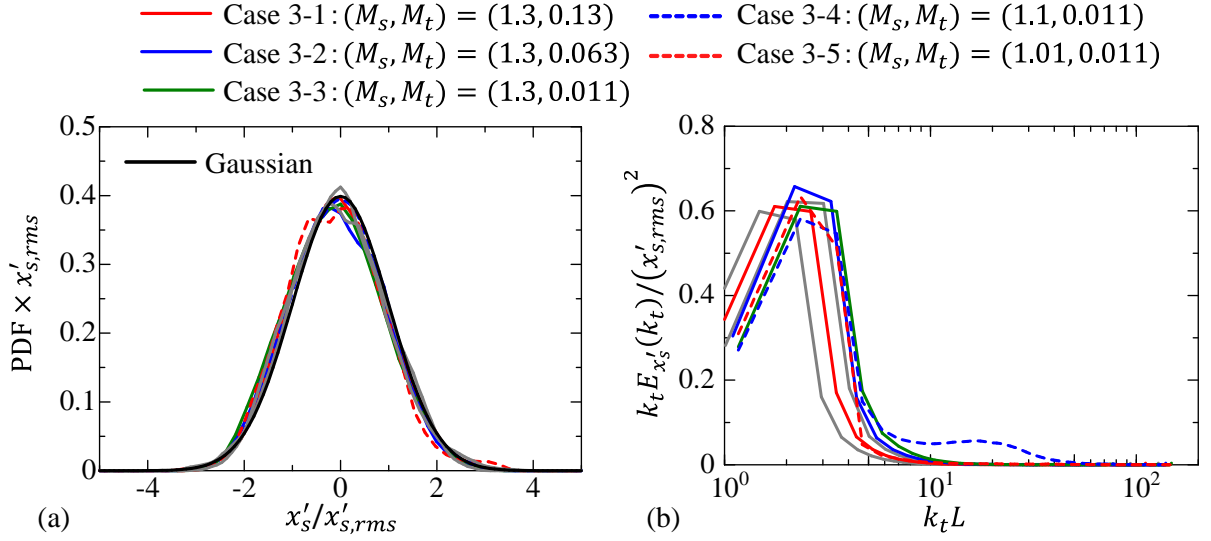 Case 3-1: (M_s, M_t) = (1.3, 0.13)
Case 3-2: (M_s, M_t) = (1.3, 0.063)
Case 3-3: (M_s, M_t) = (1.3, 0.011)
Case 3-4: (M_s, M_t) = (1.1, 0.011)
Case 3-5: (M_s, M_t) = (1.01, 0.011)
0.5
0.4
0.3
0.2
0.1
0
PDF × x′_{s,rms}
Gaussian
-4 -2 0 2 4
(a) x′_s/x′_{s,rms}
0.8
0.6
0.4
0.2
0
k_t E_{x′_s}(k_t)/(x′_{s,rms})^2
10^0 10^1 10^2
(b) k_t L